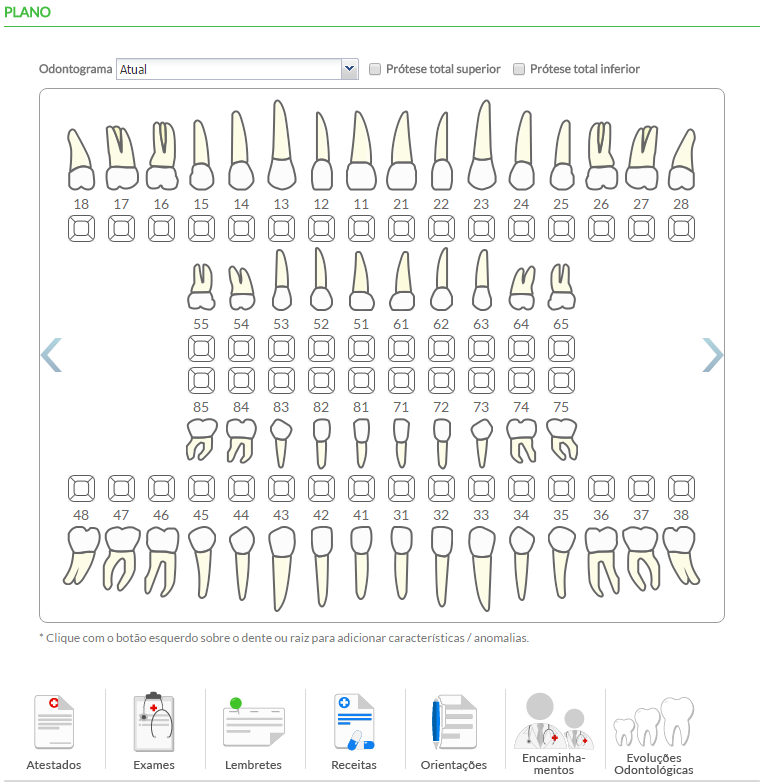 PLANO
Odontograma Atual Prótese total superior Prótese total inferior
18 17 16 15 14 13 12 11 21 22 23 24 25 26 27 28
55 54 53 52 51 61 62 63 64 65
85 84 83 82 81 71 72 73 74 75
48 47 46 45 44 43 42 41 31 32 33 34 35 36 37 38
* Clique com o botão esquerdo sobre o dente ou raiz para adicionar características / anomalias.
Atestados
Exames
Lembretes
Receitas
Orientações
Encaminha-
mentos
Evoluções
Odontológicas